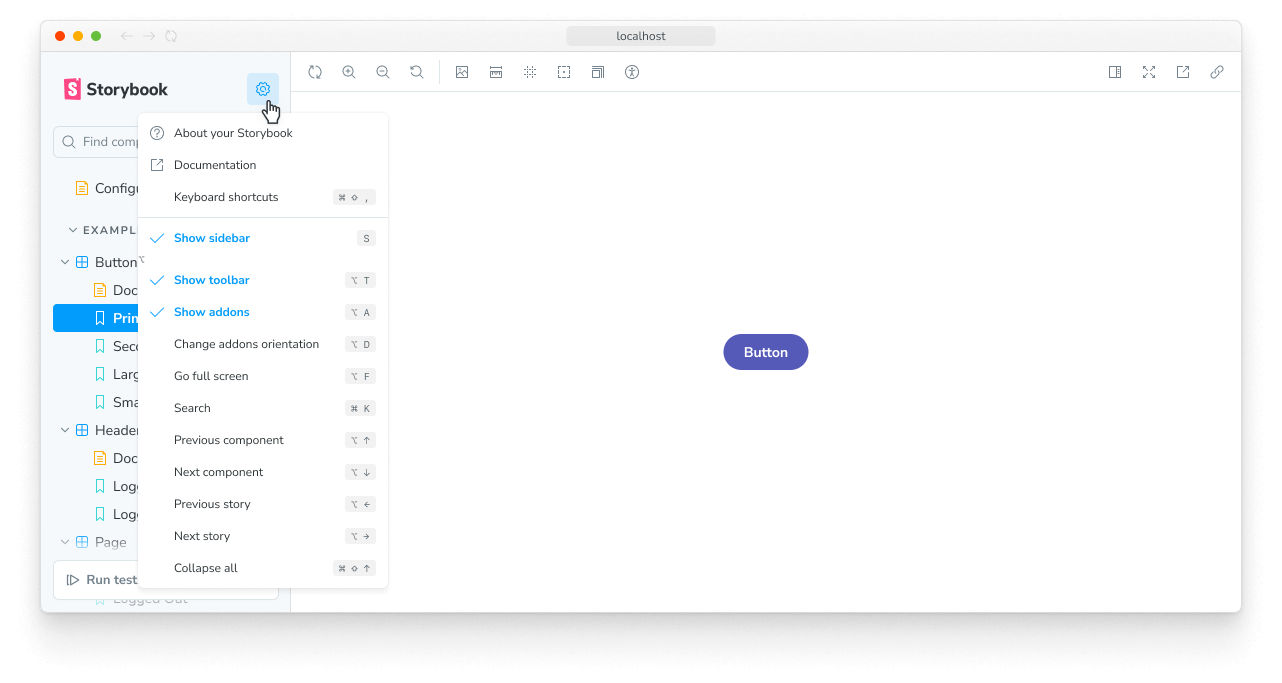 localhost
Storybook
Find comp
About your Storybook
Documentation
Keyboard shortcuts ⌘ ⇧ ,
Configu
EXAMPL
Show sidebar S
Button
⌥
Show toolbar ⌥ T
Doc
Show addons ⌥ A
Prim
Change addons orientation ⌥ D
Seco
Go full screen ⌥ F
Larg
Search ⌘ K
Sma
Previous component ⌥ ↑
Header
Next component ⌥ ↓
Doc
Previous story ⌥ ←
Logg
Next story ⌥ →
Logg
Page
Collapse all ⌘ ⇧ ↑
Run test
Logged Out
Button